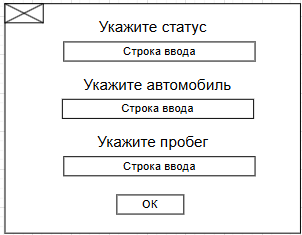 Укажите статус
Строка ввода
Укажите автомобиль
Строка ввода
Укажите пробег
Строка ввода
ОК